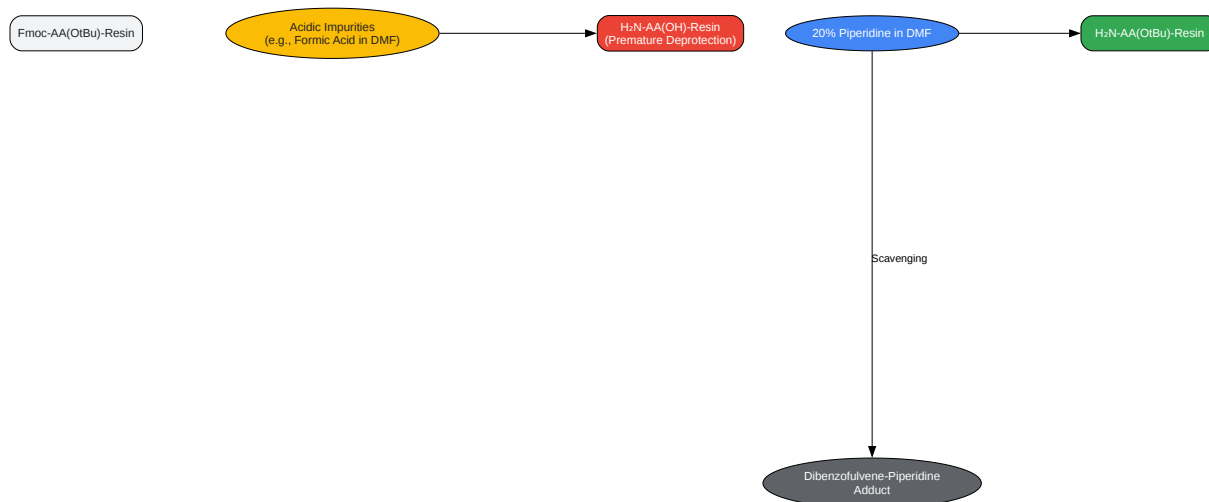 Fmoc-AA(OtBu)-Resin
Acidic Impurities
(e.g., Formic Acid in DMF)
H₂N-AA(OH)-Resin
(Premature Deprotection)
20% Piperidine in DMF
H₂N-AA(OtBu)-Resin
Scavenging
Dibenzofulvene-Piperidine
Adduct